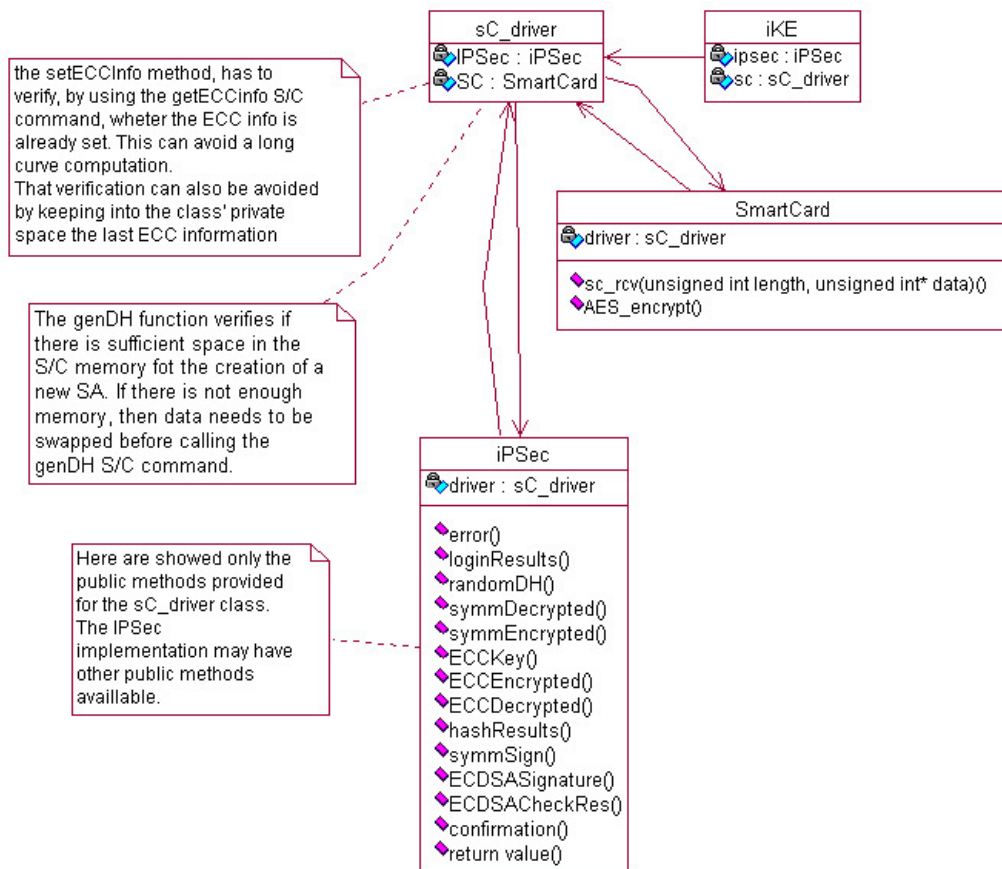 sC_driver
IPSec : iPSec
SC : SmartCard
iKE
ipsec : iPSec
sc : sC_driver
the setECCInfo method, has to
verify, by using the getECCinfo S/C
command, wheter the ECC info is
already set. This can avoid a long
curve computation.
That verification can also be avoided
by keeping into the class' private
space the last ECC information
SmartCard
driver : sC_driver
sc_rcv(unsigned int length, unsigned int* data)()
AES_encrypt()
The genDH function verifies if
there is sufficient space in the
S/C memory fot the creation of a
new SA. If there is not enough
memory, then data needs to be
swapped before calling the
genDH S/C command.
iPSec
driver : sC_driver
error()
loginResults()
randomDH()
symmDecrypted()
symmEncrypted()
ECCKey()
ECCEncrypted()
ECCDecrypted()
hashResults()
symmSign()
ECDSASignature()
ECDSACheckRes()
confirmation()
return value()
Here are showed only the
public methods provided
for the sC_driver class.
The IPSec
implementation may have
other public methods
availlable.